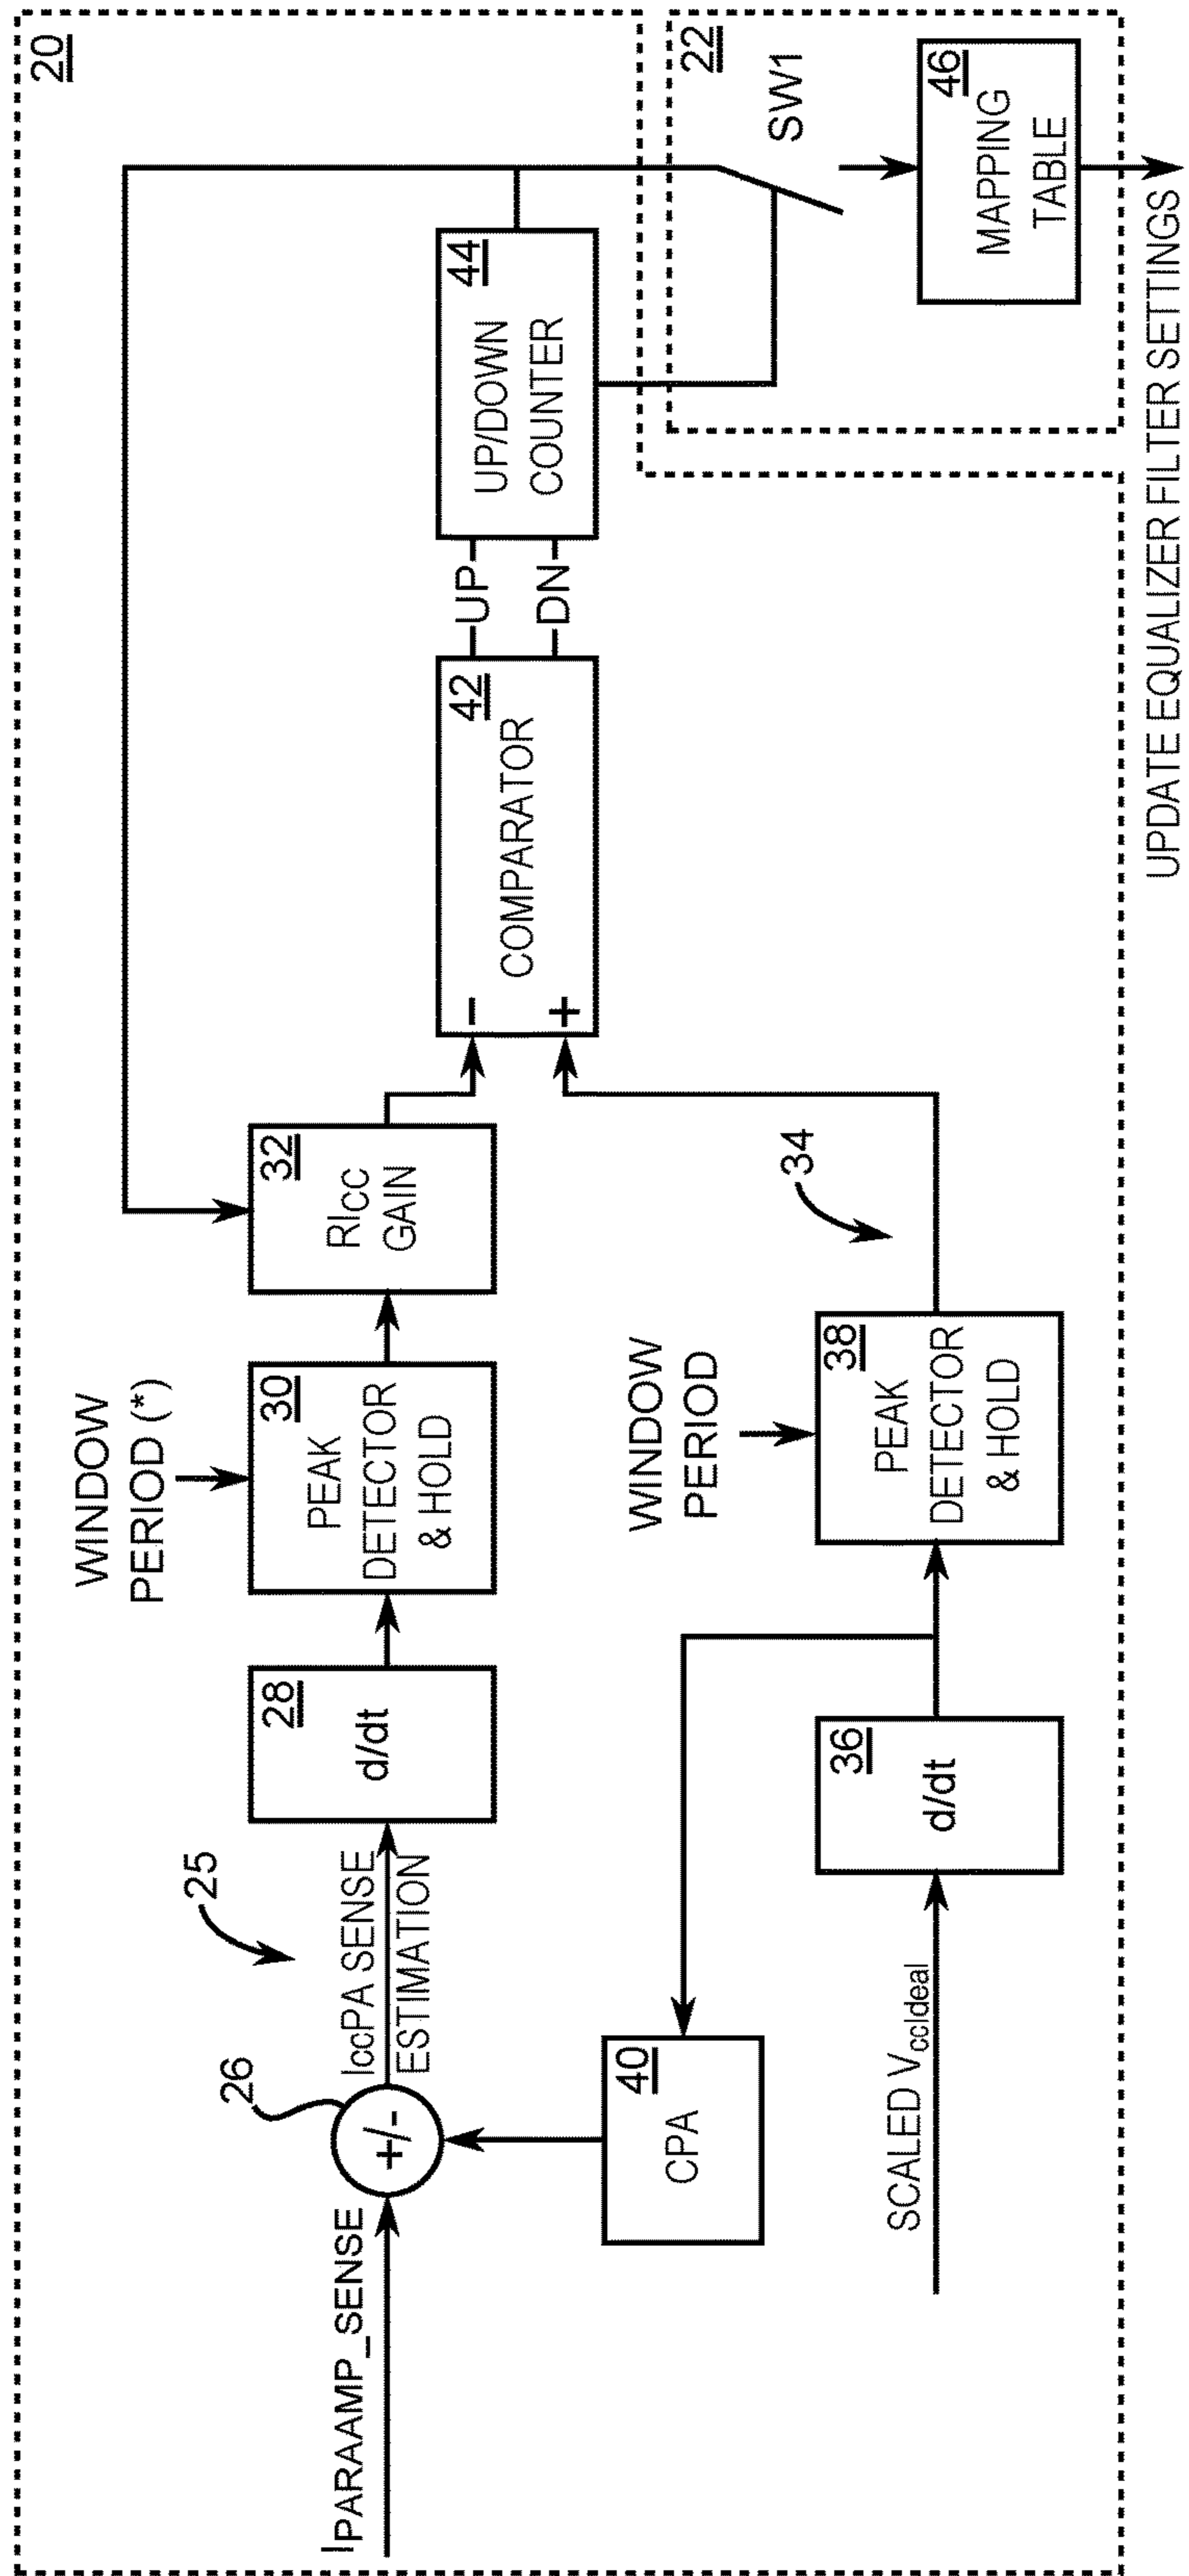 20
25
I_PARAAMP_SENSE
26
+/-
IccPA SENSE
ESTIMATION
28
d/dt
WINDOW
PERIOD (*)
30
PEAK
DETECTOR
& HOLD
32
RICC
GAIN
40
CPA
SCALED VccIdeal
36
d/dt
WINDOW
PERIOD
38
PEAK
DETECTOR
& HOLD
34
-
+
42
COMPARATOR
UP
DN
44
UP/DOWN
COUNTER
22
SW1
46
MAPPING
TABLE
UPDATE EQUALIZER FILTER SETTINGS